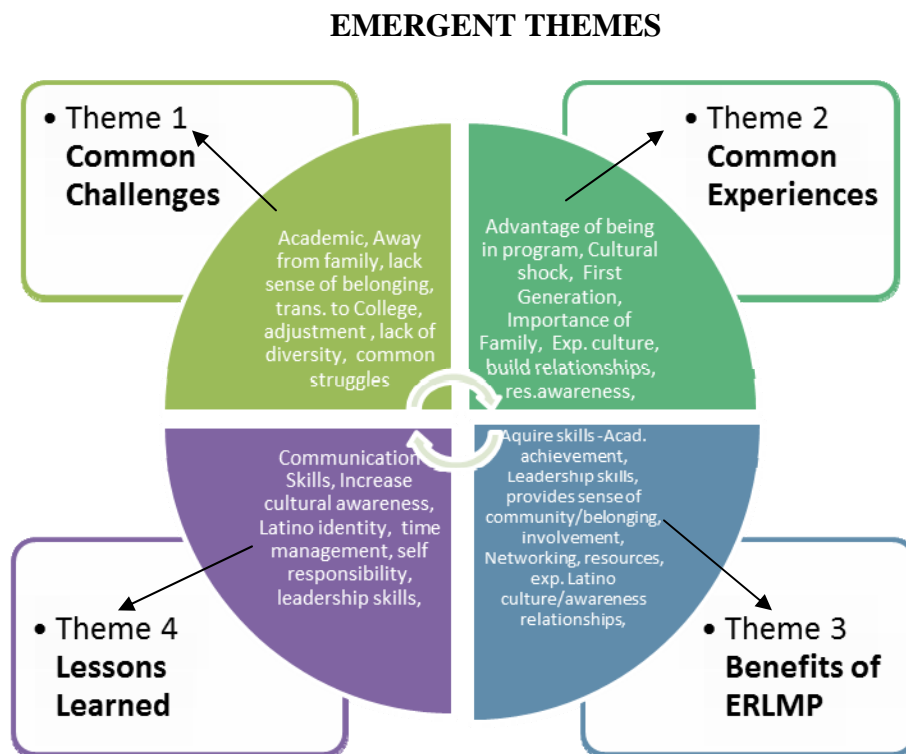 EMERGENT THEMES
• Theme 1
Common
Challenges
• Theme 2
Common
Experiences
Academic, Away
from family, lack
sense of belonging,
trans. to College,
adjustment , lack of
diversity, common
struggles
Advantage of being
in program, Cultural
shock, First
Generation,
Importance of
Family, Exp. culture,
build relationships,
res.awareness,
Communication
Skills, Increase
cultural awareness,
Latino identity, time
management, self
responsibility,
leadership skills,
Aquire skills -Acad.
achievement,
Leadership skills,
provides sense of
community/belonging,
involvement,
Networking, resources,
exp. Latino
culture/awareness
relationships,
• Theme 4
Lessons
Learned
• Theme 3
Benefits of
ERLMP